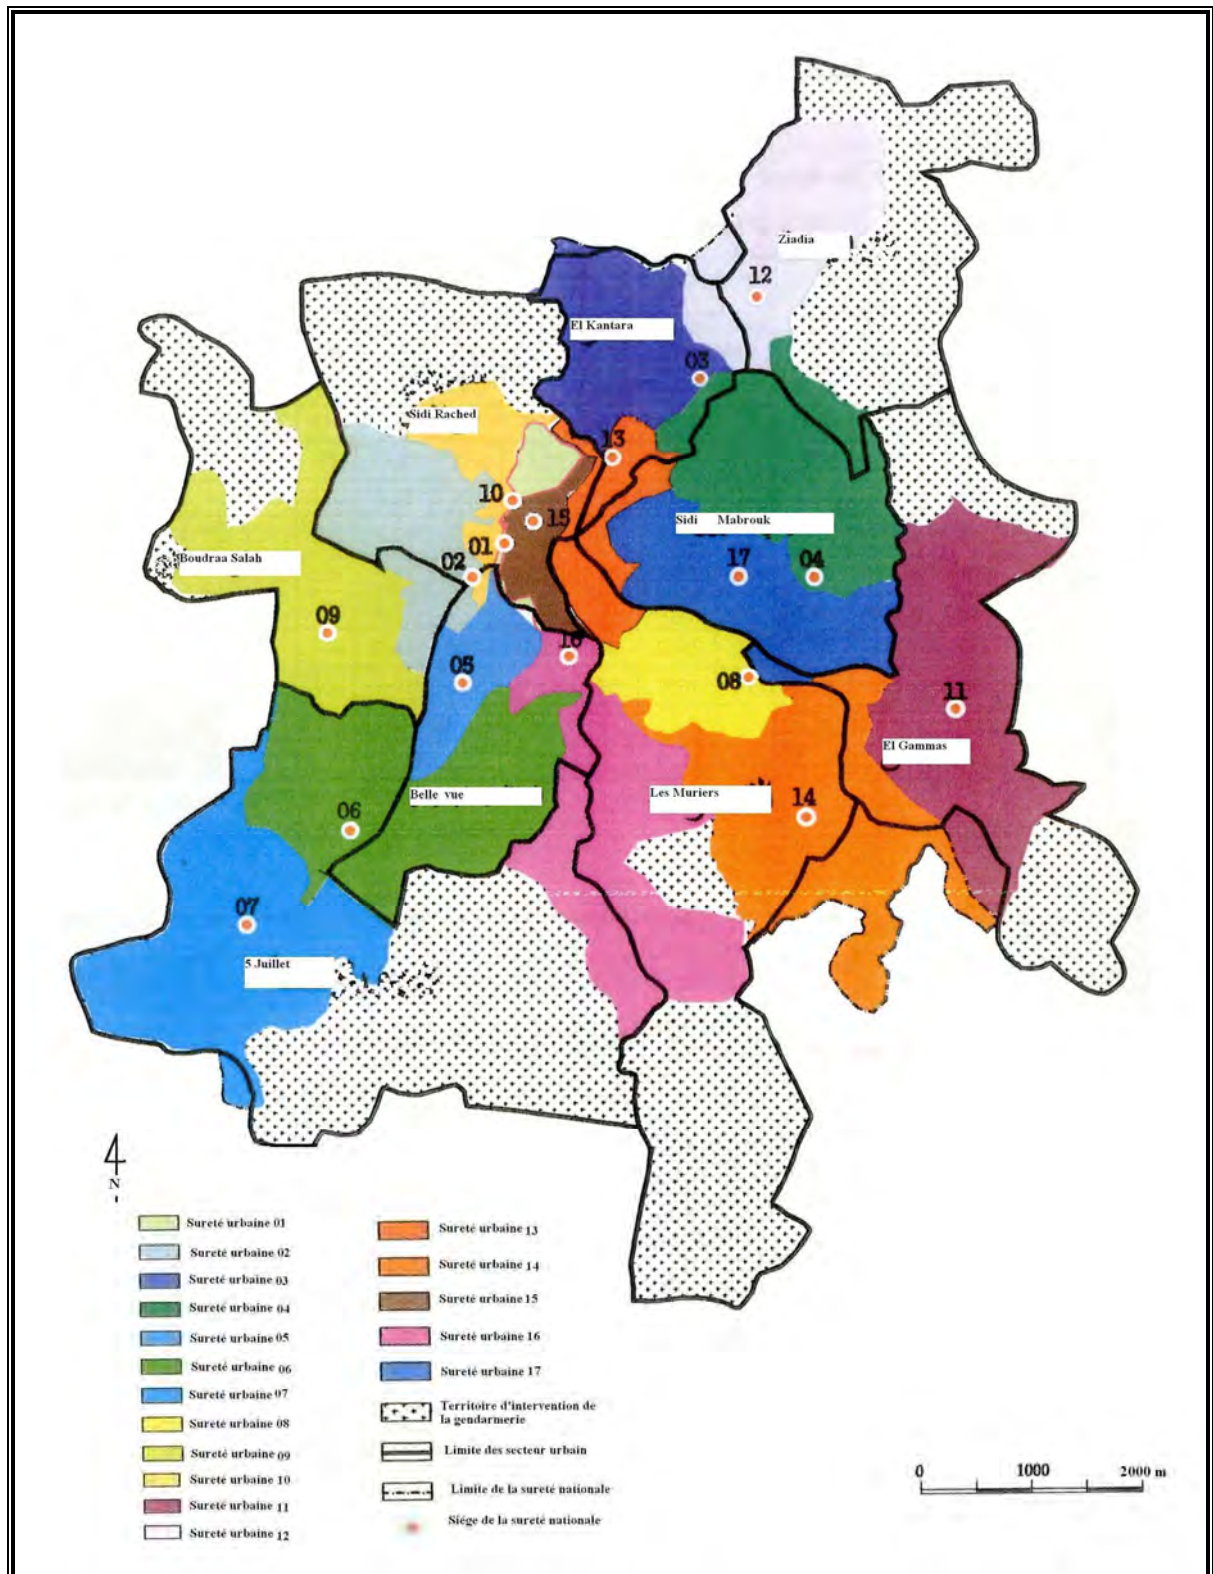 Ziadia
12
El Kantara
03
Sidi Rached
13
10
15
Sidi Mabrouk
01
Boudraa Salah
02
17
04
09
16
05
08
11
El Gammas
Belle vue
Les Muriers
06
14
07
5 Juillet
N
Sureté urbaine 01
Sureté urbaine 02
Sureté urbaine 03
Sureté urbaine 04
Sureté urbaine 05
Sureté urbaine 06
Sureté urbaine 07
Sureté urbaine 08
Sureté urbaine 09
Sureté urbaine 10
Sureté urbaine 11
Sureté urbaine 12
Sureté urbaine 13
Sureté urbaine 14
Sureté urbaine 15
Sureté urbaine 16
Sureté urbaine 17
Territoire d'intervention de
la gendarmerie
Limite des secteur urbain
Limite de la sureté nationale
Siége de la sureté nationale
0 1000 2000 m